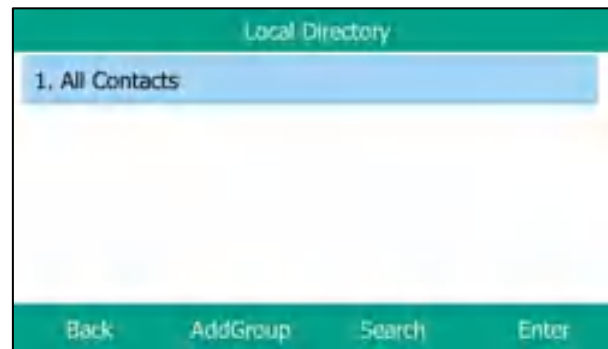 Local Directory
1. All Contacts
Back AddGroup Search Enter